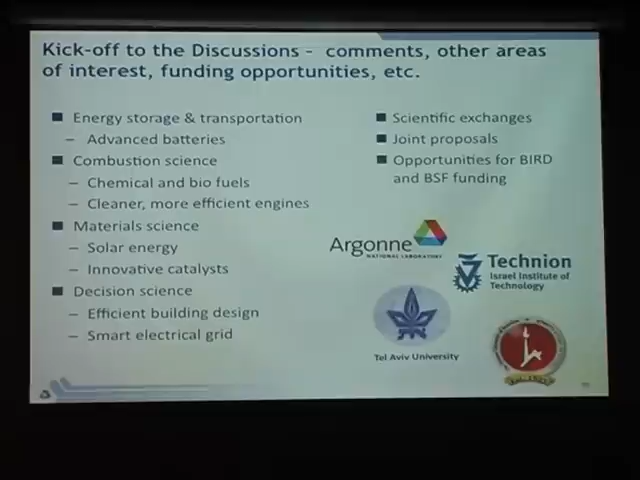 Kick-off to the Discussions - comments, other areas
of interest, funding opportunities, etc.
■ Energy storage & transportation
– Advanced batteries
■ Combustion science
– Chemical and bio fuels
– Cleaner, more efficient engines
■ Materials science
– Solar energy
– Innovative catalysts
■ Decision science
– Efficient building design
– Smart electrical grid
■ Scientific exchanges
■ Joint proposals
■ Opportunities for BIRD
and BSF funding
Argonne
NATIONAL LABORATORY
Technion
Israel Institute of
Technology
Tel Aviv University